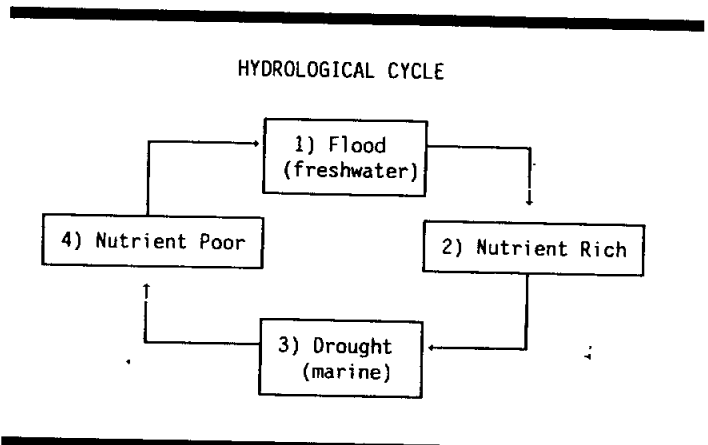 HYDROLOGICAL CYCLE
1) Flood
(freshwater)
2) Nutrient Rich
3) Drought
(marine)
4) Nutrient Poor